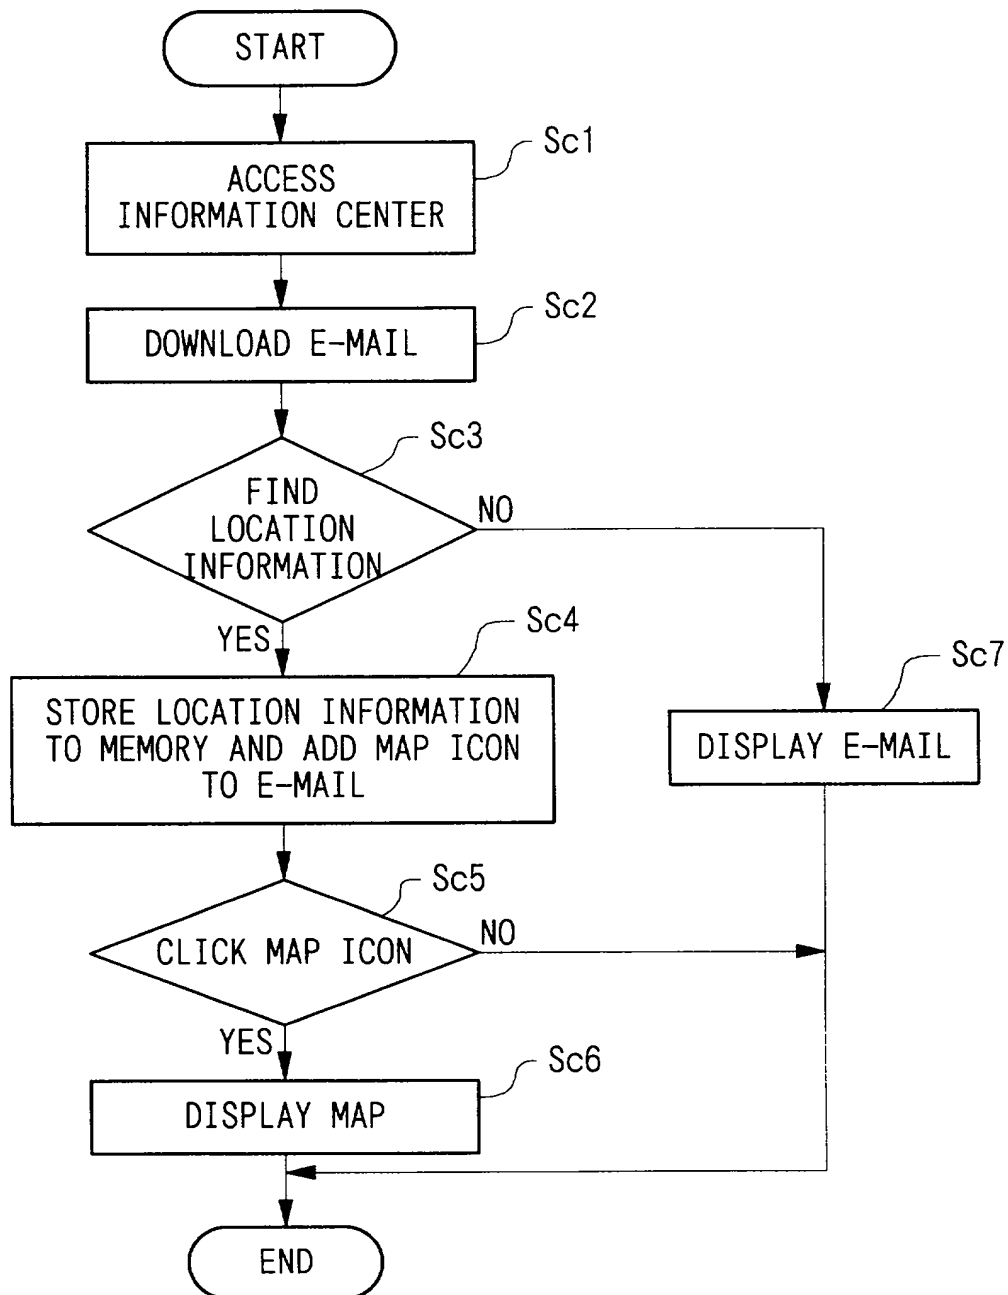 START
Sc1
ACCESS
INFORMATION CENTER
Sc2
DOWNLOAD E-MAIL
Sc3
FIND
LOCATION
INFORMATION
NO
YES
Sc4
STORE LOCATION INFORMATION
TO MEMORY AND ADD MAP ICON
TO E-MAIL
Sc7
DISPLAY E-MAIL
Sc5
CLICK MAP ICON
NO
YES
Sc6
DISPLAY MAP
END